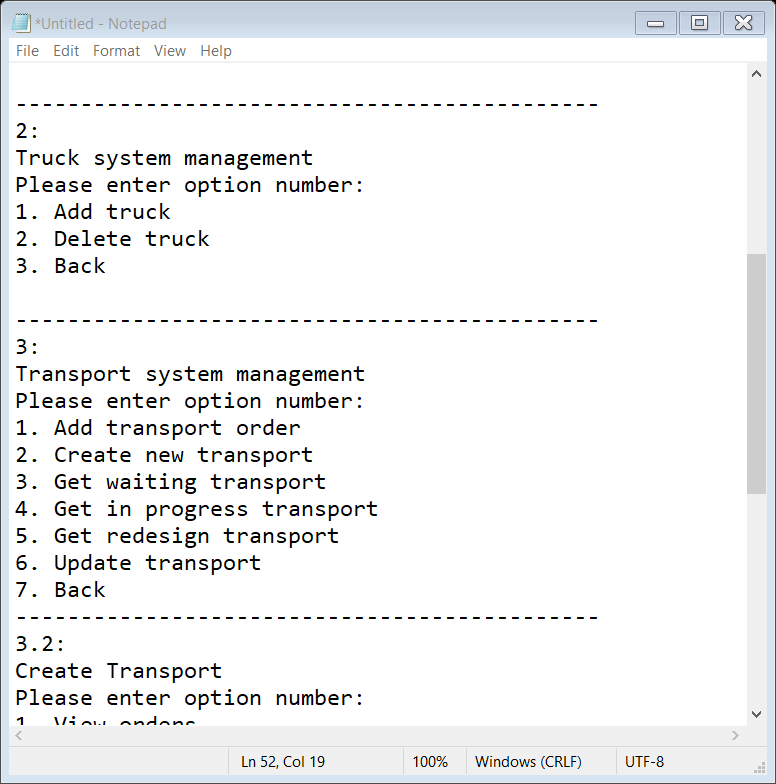 *Untitled - Notepad
File Edit Format View Help
---------------------------------------------
2:
Truck system management
Please enter option number:
1. Add truck
2. Delete truck
3. Back
---------------------------------------------
3:
Transport system management
Please enter option number:
1. Add transport order
2. Create new transport
3. Get waiting transport
4. Get in progress transport
5. Get redesign transport
6. Update transport
7. Back
---------------------------------------------
3.2:
Create Transport
Please enter option number:
1. View orders
Ln 52, Col 19 100% Windows (CRLF) UTF-8